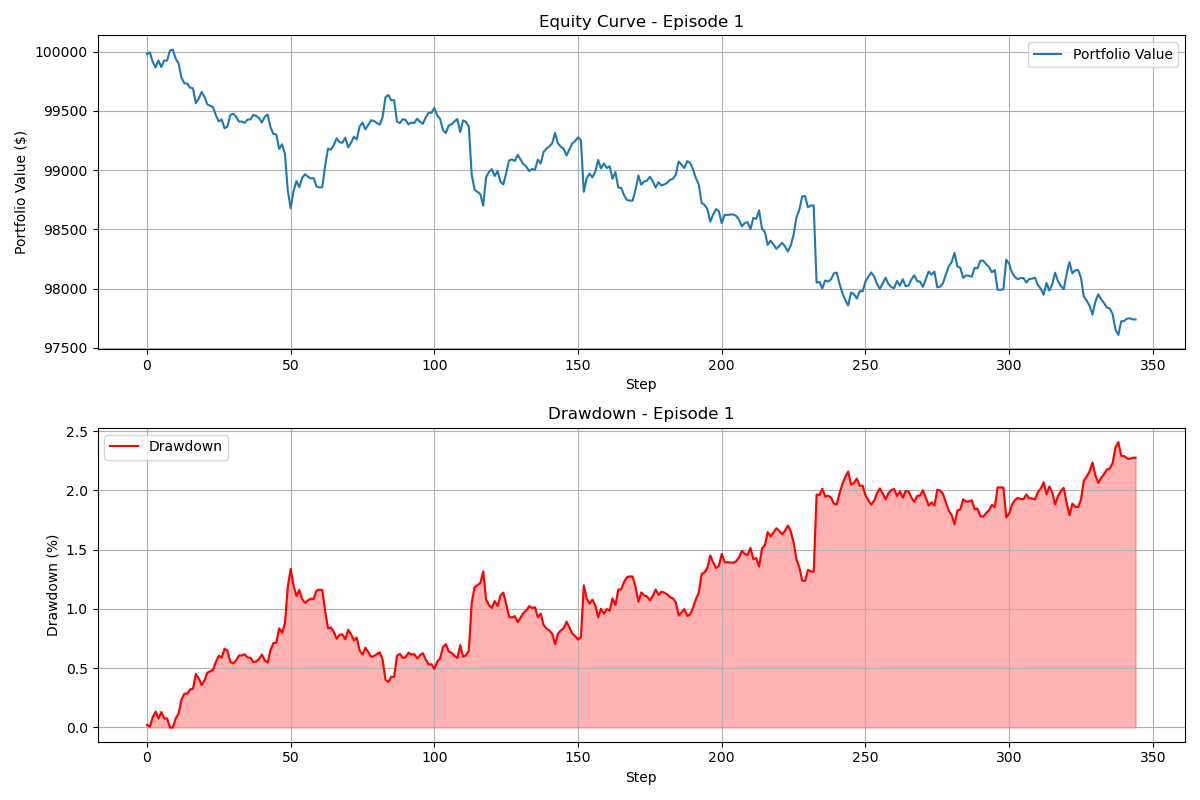 Equity Curve - Episode 1
Portfolio Value ($)
100000
99500
99000
98500
98000
97500
Portfolio Value
0 50 100 150 200 250 300 350
Step
Drawdown - Episode 1
Drawdown (%)
2.5
2.0
1.5
1.0
0.5
0.0
Drawdown
0 50 100 150 200 250 300 350
Step